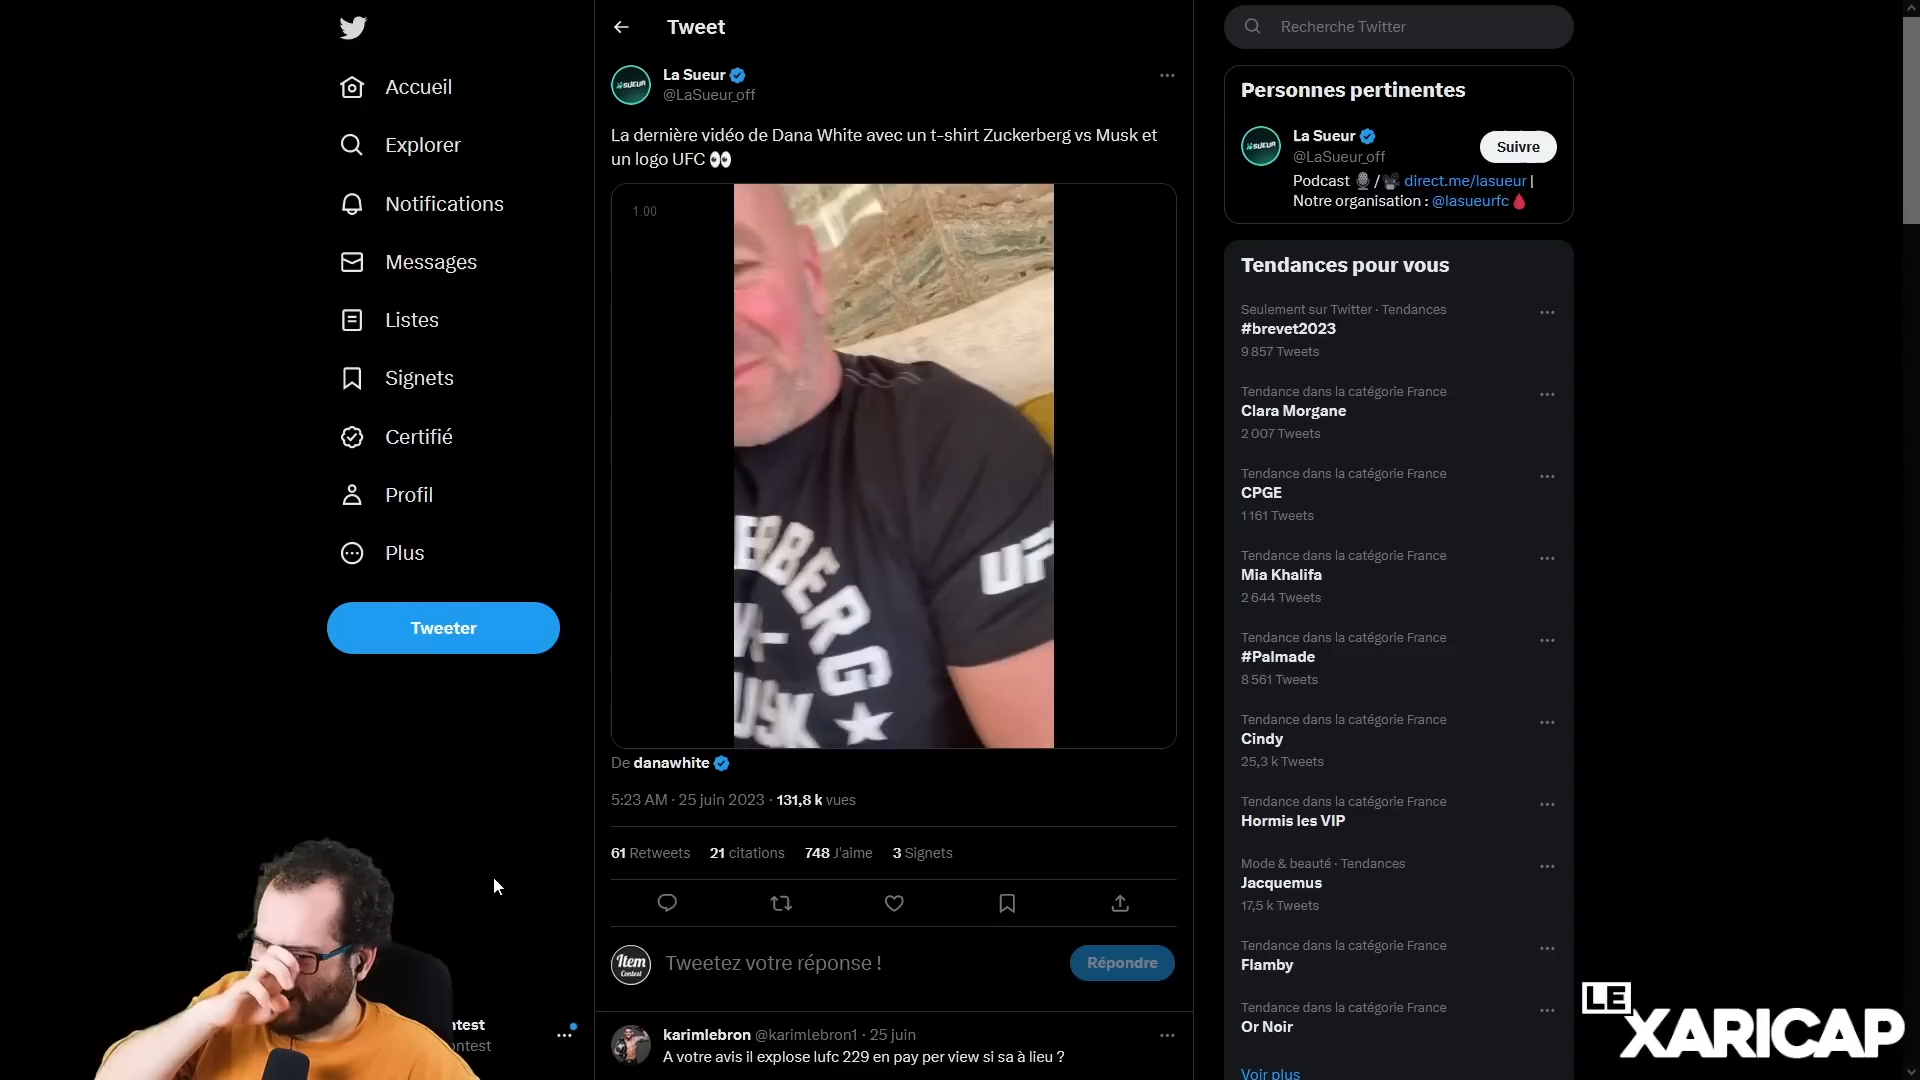 Accueil
Explorer
Notifications
Messages
Listes
Signets
Certifié
Profil
Plus
Tweeter
ntest
ontest
Tweet
La Sueur
@LaSueur_off
La dernière vidéo de Dana White avec un t-shirt Zuckerberg vs Musk et
un logo UFC 👀
1.00
De danawhite
5:23 AM · 25 juin 2023 · 131,8 k vues
61 Retweets 21 citations 748 J'aime 3 Signets
Item
Contest
Tweetez votre réponse !
Répondre
karimlebron @karimlebron1 · 25 juin
A votre avis il explose lufc 229 en pay per view si sa à lieu ?
Recherche Twitter
Personnes pertinentes
La Sueur
@LaSueur_off
Suivre
Podcast 🎙️/📽️ direct.me/lasueur |
Notre organisation : @lasueurfc🩸
Tendances pour vous
Seulement sur Twitter · Tendances
#brevet2023
9 857 Tweets
Tendance dans la catégorie France
Clara Morgane
2 007 Tweets
Tendance dans la catégorie France
CPGE
1 161 Tweets
Tendance dans la catégorie France
Mia Khalifa
2 644 Tweets
Tendance dans la catégorie France
#Palmade
8 561 Tweets
Tendance dans la catégorie France
Cindy
25,3 k Tweets
Tendance dans la catégorie France
Hormis les VIP
Mode & beauté · Tendances
Jacquemus
17,5 k Tweets
Tendance dans la catégorie France
Flamby
Tendance dans la catégorie France
Or Noir
Voir plus
LE
XARICAP